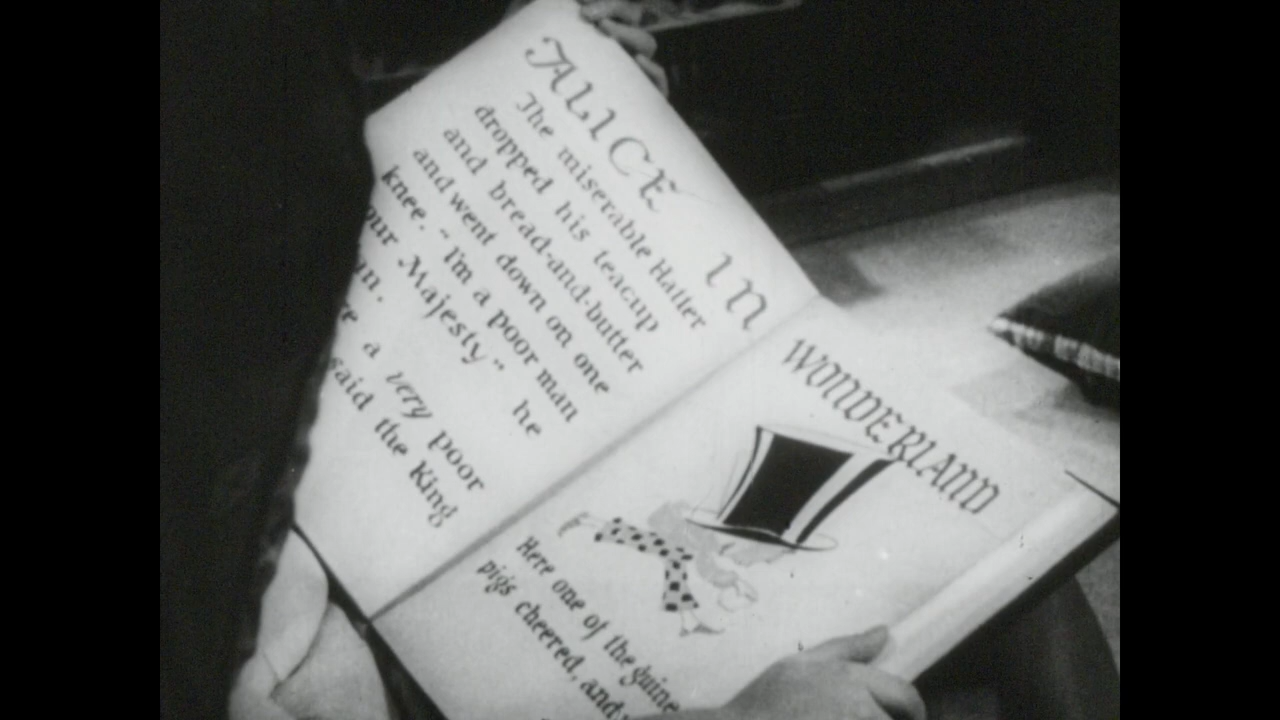 ALICE IN
The miserable Hatter
dropped his teacup
and bread-and-butter
and went down on one
knee. - I'm a poor man
our Majesty" he
a very poor
said the King
WONDERLAND
Here one of the guinea
pigs cheered, and